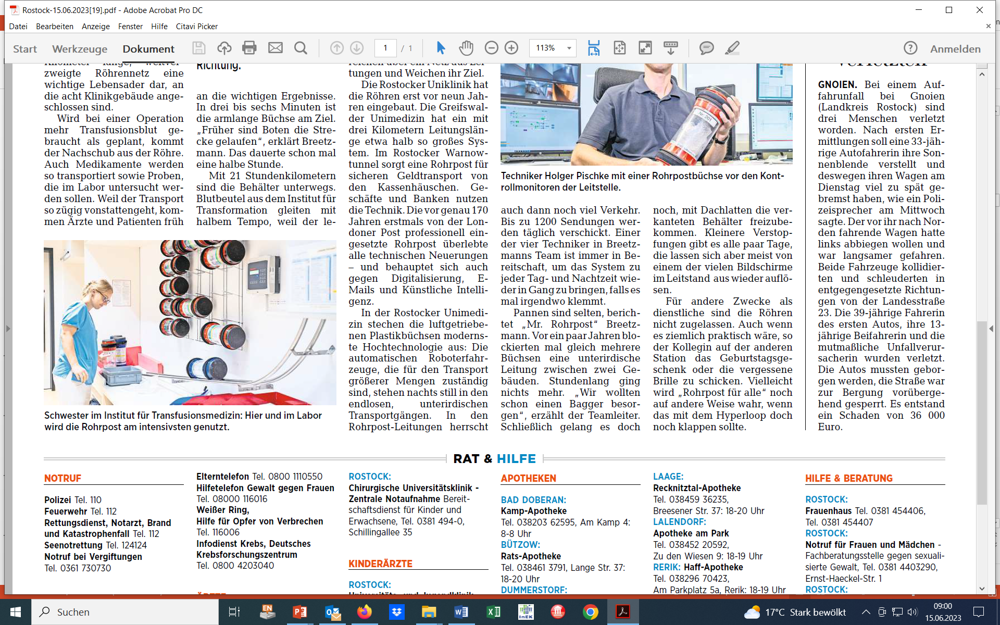 Rostock-15.06.2023[19].pdf - Adobe Acrobat Pro DC
Datei Bearbeiten Anzeige Fenster Hilfe Citavi Picker
Start Werkzeuge Dokument 1 / 1 113% Anmelden
Kilometer lange, weitver-
zweigte Röhrennetz eine
wichtige Lebensader dar, an
die acht Klinikgebäude ange-
schlossen sind.
Wird bei einer Operation
mehr Transfusionsblut ge-
braucht als geplant, kommt
der Nachschub aus der Röhre.
Auch Medikamente werden
so transportiert sowie Proben,
die im Labor untersucht wer-
den sollen. Weil der Transport
so zügig vonstattengeht, kom-
men Ärzte und Patienten früh
Richtung.
an die wichtigen Ergebnisse.
In drei bis sechs Minuten ist
die armlange Büchse am Ziel.
„Früher sind Boten die Stre-
cke gelaufen“, erklärt Breetz-
mann. Das dauerte schon mal
eine halbe Stunde.
Mit 21 Stundenkilometern
sind die Behälter unterwegs.
Blutbeutel aus dem Institut für
Transformation gleiten mit
halbem Tempo, weil der le-
Schwester im Institut für Transfusionsmedizin: Hier und im Labor
wird die Rohrpost am intensivsten genutzt.
reichen über ein Netz aus Lei-
tungen und Weichen ihr Ziel.
Die Rostocker Uniklinik hat
die Röhren erst vor neun Jah-
ren eingebaut. Die Greifswal-
der Unimedizin hat ein mit
drei Kilometern Leitungslän-
ge etwa halb so großes Sys-
tem. Im Rostocker Warnow-
tunnel sorgt eine Rohrpost für
sicheren Geldtransport von
den Kassenhäuschen. Ge-
schäfte und Banken nutzen
die Technik. Die vor genau 170
Jahren erstmals von der Lon-
doner Post professionell ein-
gesetzte Rohrpost überlebte
alle technischen Neuerungen
– und behauptet sich auch
gegen Digitalisierung, E-
Mails und Künstliche Intelli-
genz.
In der Rostocker Unimedi-
zin stechen die luftgetriebe-
nen Plastikbüchsen moderns-
te Hochtechnologie aus: Die
automatischen Roboterfahr-
zeuge, die für den Transport
größerer Mengen zuständig
sind, stehen nachts still in den
endlosen, unterirdischen
Transportgängen. In den
Rohrpost-Leitungen herrscht
Nr. 201
Techniker Holger Pischke mit einer Rohrpostbüchse vor den Kont-
rollmonitoren der Leitstelle.
auch dann noch viel Verkehr.
Bis zu 1200 Sendungen wer-
den täglich verschickt. Einer
der vier Techniker in Breetz-
manns Team ist immer in Be-
reitschaft, um das System zu
jeder Tag- und Nachtzeit wie-
der in Gang zu bringen, falls es
mal irgendwo klemmt.
Pannen sind selten, berich-
tet „Mr. Rohrpost“ Breetz-
mann. Vor ein paar Jahren blo-
ckierten mal gleich mehrere
Büchsen eine unterirdische
Leitung zwischen zwei Ge-
bäuden. Stundenlang ging
nichts mehr. „Wir wollten
schon einen Bagger besor-
gen“, erzählt der Teamleiter.
Schließlich gelang es doch
noch, mit Dachlatten die ver-
kanteten Behälter freizube-
kommen. Kleinere Verstop-
fungen gibt es alle paar Tage,
die lassen sich aber meist von
einem der vielen Bildschirme
im Leitstand aus wieder auflö-
sen.
Für andere Zwecke als
dienstliche sind die Röhren
nicht zugelassen. Auch wenn
es ziemlich praktisch wäre, so
der Kollegin auf der anderen
Station das Geburtstagsge-
schenk oder die vergessene
Brille zu schicken. Vielleicht
wird „Rohrpost für alle“ noch
auf andere Weise wahr, wenn
das mit dem Hyperloop doch
noch klappen sollte.
Verletzten
GNOIEN. Bei einem Auf-
fahrunfall bei Gnoien
(Landkreis Rostock) sind
drei Menschen verletzt
worden. Nach ersten Er-
mittlungen soll eine 33-jäh-
rige Autofahrerin ihre Son-
nenblende verstellt und
deswegen ihren Wagen am
Dienstag viel zu spät ge-
bremst haben, wie ein Poli-
zeisprecher am Mittwoch
sagte. Der vor ihr nach Nor-
den fahrende Wagen hatte
links abbiegen wollen und
war langsamer gefahren.
Beide Fahrzeuge kollidier-
ten und schleuderten in
entgegengesetzte Richtun-
gen von der Landesstraße
23. Die 39-jährige Fahrerin
des ersten Autos, ihre 13-
jährige Beifahrerin und die
mutmaßliche Unfallverur-
sacherin wurden verletzt.
Die Autos mussten gebor-
gen werden, die Straße war
zur Bergung vorüberge-
hend gesperrt. Es entstand
ein Schaden von 36 000
Euro.
RAT & HILFE
NOTRUF
Polizei Tel. 110
Feuerwehr Tel. 112
Rettungsdienst, Notarzt, Brand
und Katastrophenfall Tel. 112
Seenotrettung Tel. 124124
Notruf bei Vergiftungen
Tel. 0361 730730
Elterntelefon Tel. 0800 1110550
Hilfetelefon Gewalt gegen Frauen
Tel. 08000 116016
Weißer Ring,
Hilfe für Opfer von Verbrechen
Tel. 116006
Infodienst Krebs, Deutsches
Krebsforschungszentrum
Tel. 0800 4203040
ÄRZTE
ROSTOCK:
Chirurgische Universitätsklinik -
Zentrale Notaufnahme Bereit-
schaftsdienst für Kinder und
Erwachsene, Tel. 0381 494-0,
Schillingallee 35
KINDERÄRZTE
ROSTOCK:
Universitäts- und Jugendklinik
APOTHEKEN
BAD DOBERAN:
Kamp-Apotheke
Tel. 038203 62595, Am Kamp 4:
8-8 Uhr
BÜTZOW:
Rats-Apotheke
Tel. 038461 3791, Lange Str. 37:
18-20 Uhr
DUMMERSTORF:
LAAGE:
Recknitztal-Apotheke
Tel. 038459 36235,
Breesener Str. 37: 18-20 Uhr
LALENDORF:
Apotheke am Park
Tel. 038452 20592,
Zu den Wiesen 9: 18-19 Uhr
RERIK: Haff-Apotheke
Tel. 038296 70423,
Am Parkplatz 5a, Rerik: 18-19 Uhr
HILFE & BERATUNG
ROSTOCK:
Frauenhaus Tel. 0381 454406,
Tel. 0381 454407
ROSTOCK:
Notruf für Frauen und Mädchen -
Fachberatungsstelle gegen sexuali-
sierte Gewalt, Tel. 0381 4403290,
Ernst-Haeckel-Str. 1
ROSTOCK:
Suchen
EN
InEK
17°C Stark bewölkt
09:00
15.06.2023